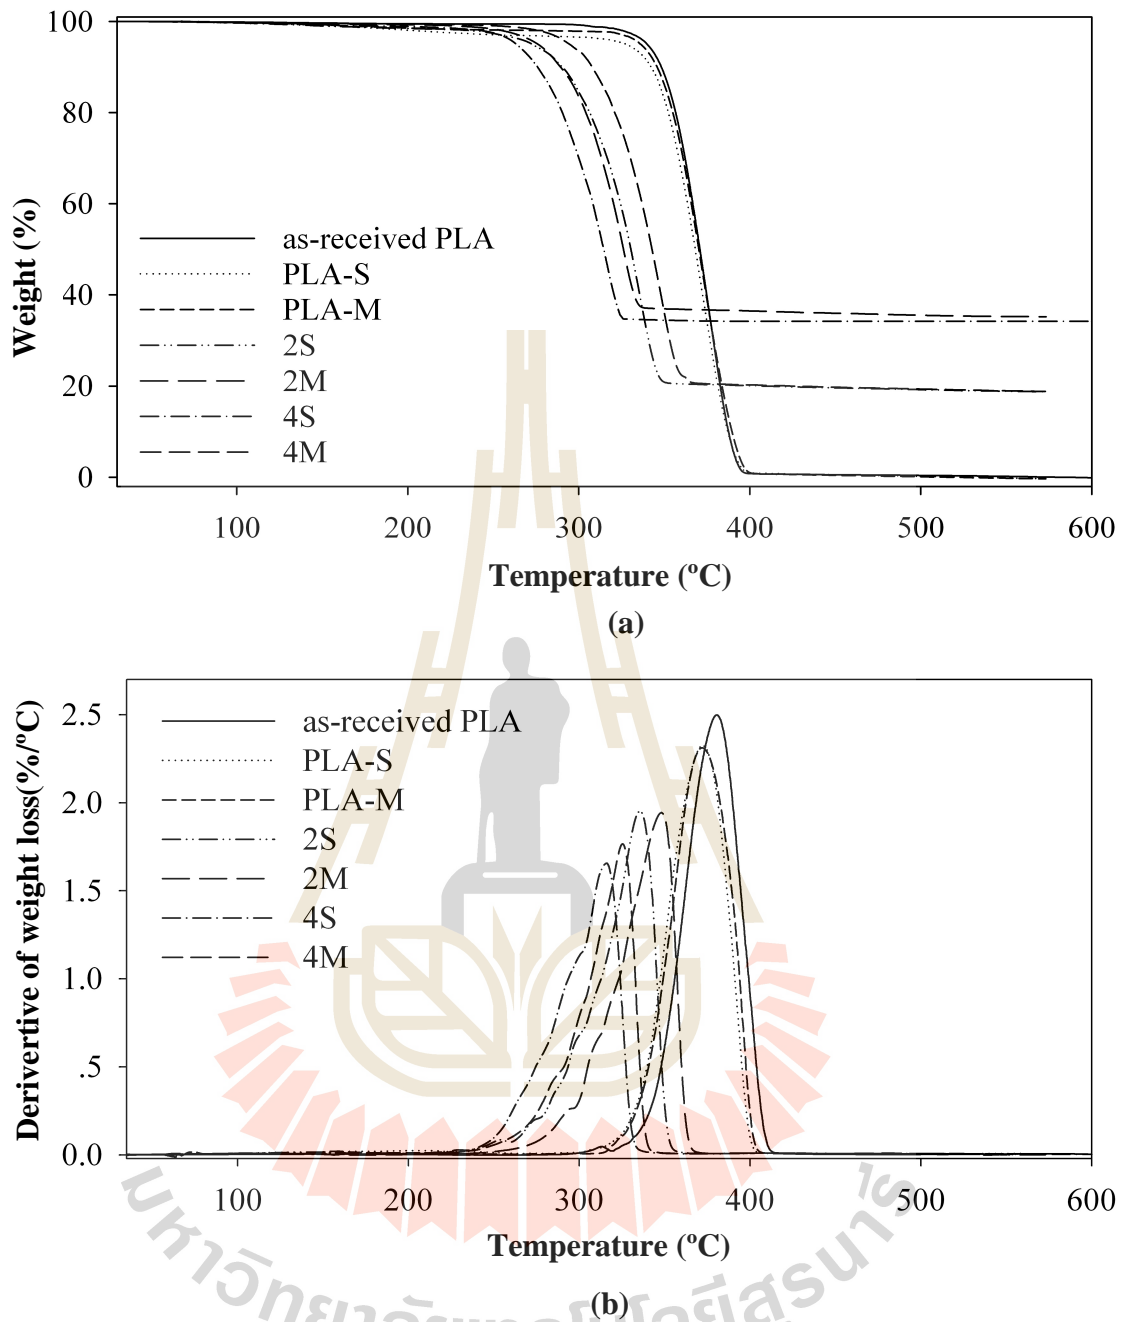 100
80
60
40
20
0
Weight (%)
as-received PLA
PLA-S
PLA-M
2S
2M
4S
4M
100 200 300 400 500 600
Temperature (ºC)
(a)
2.5
2.0
1.5
1.0
.5
0.0
Derivertive of weight loss(%/ºC)
as-received PLA
PLA-S
PLA-M
2S
2M
4S
4M
100 200 300 400 500 600
Temperature (ºC)
(b)